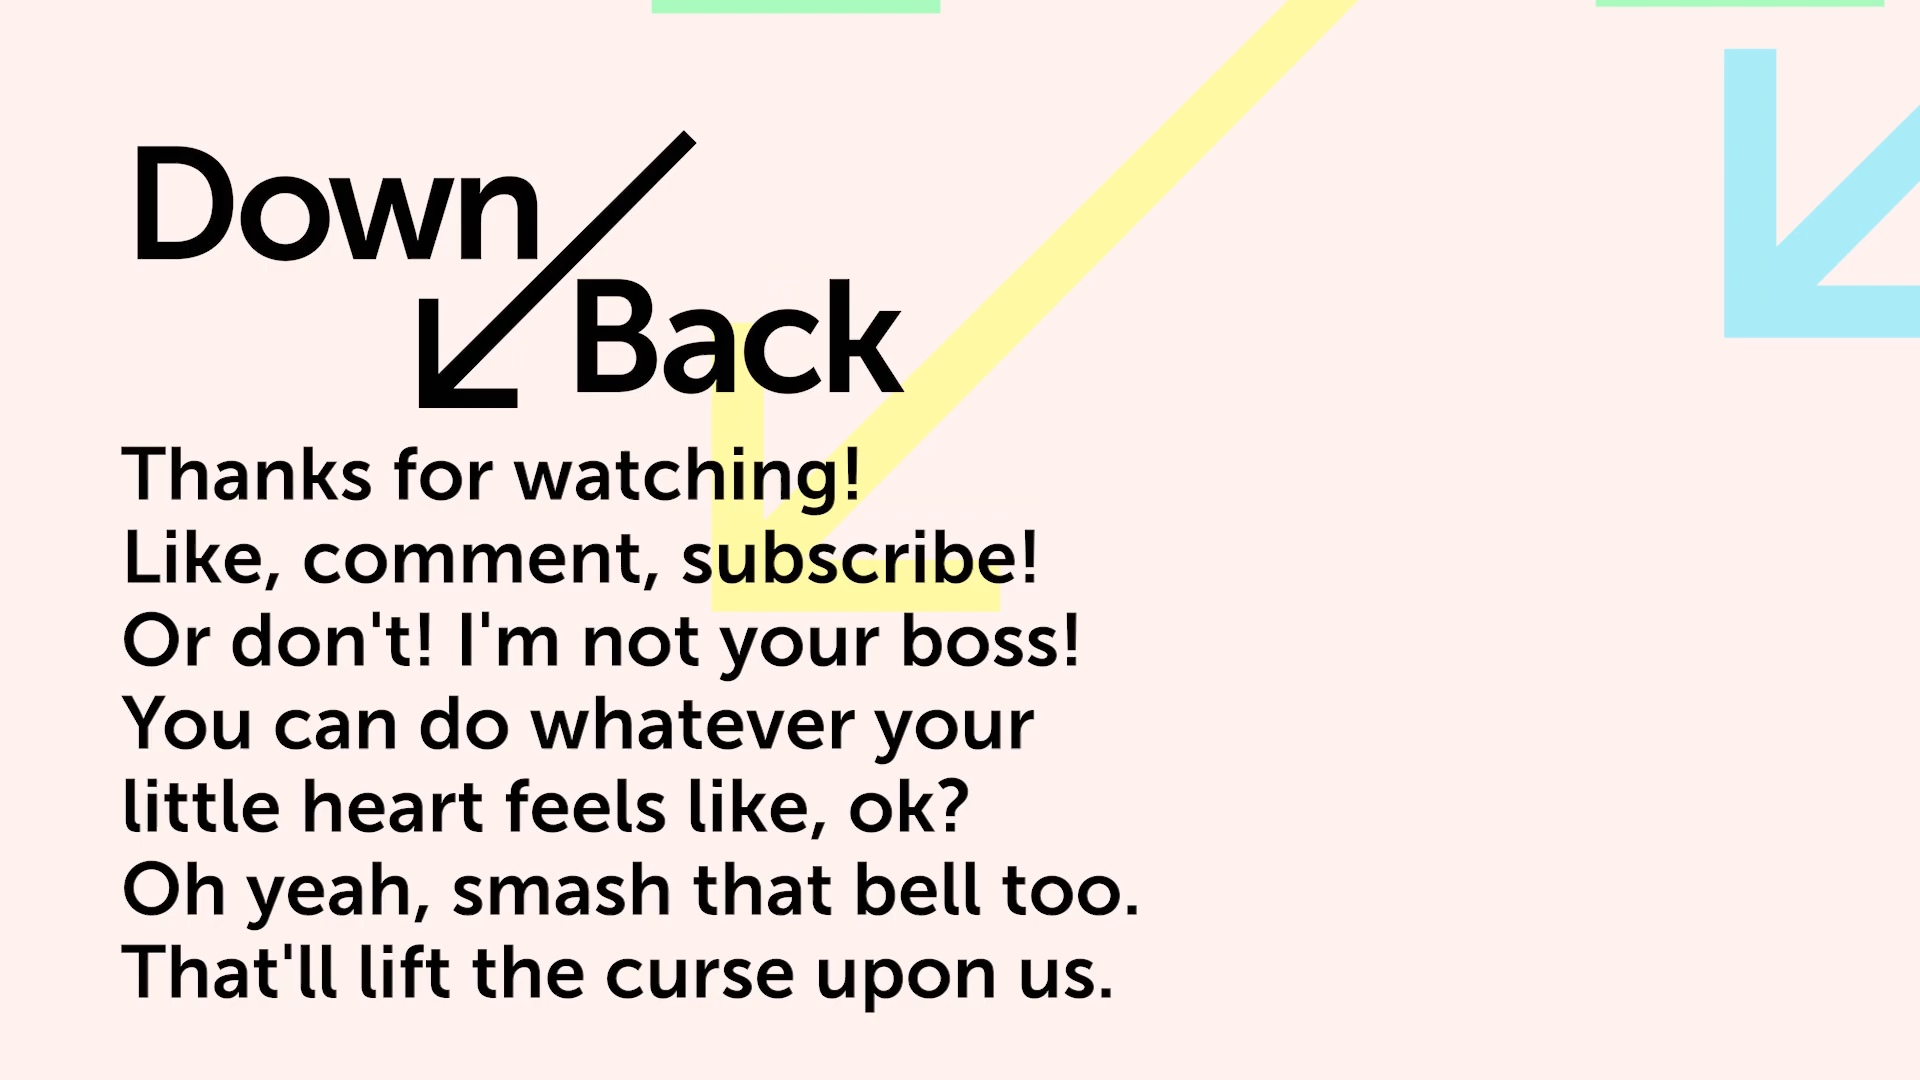 Down
Back
Thanks for watching!
Like, comment, subscribe!
Or don't! I'm not your boss!
You can do whatever your
little heart feels like, ok?
Oh yeah, smash that bell too.
That'll lift the curse upon us.